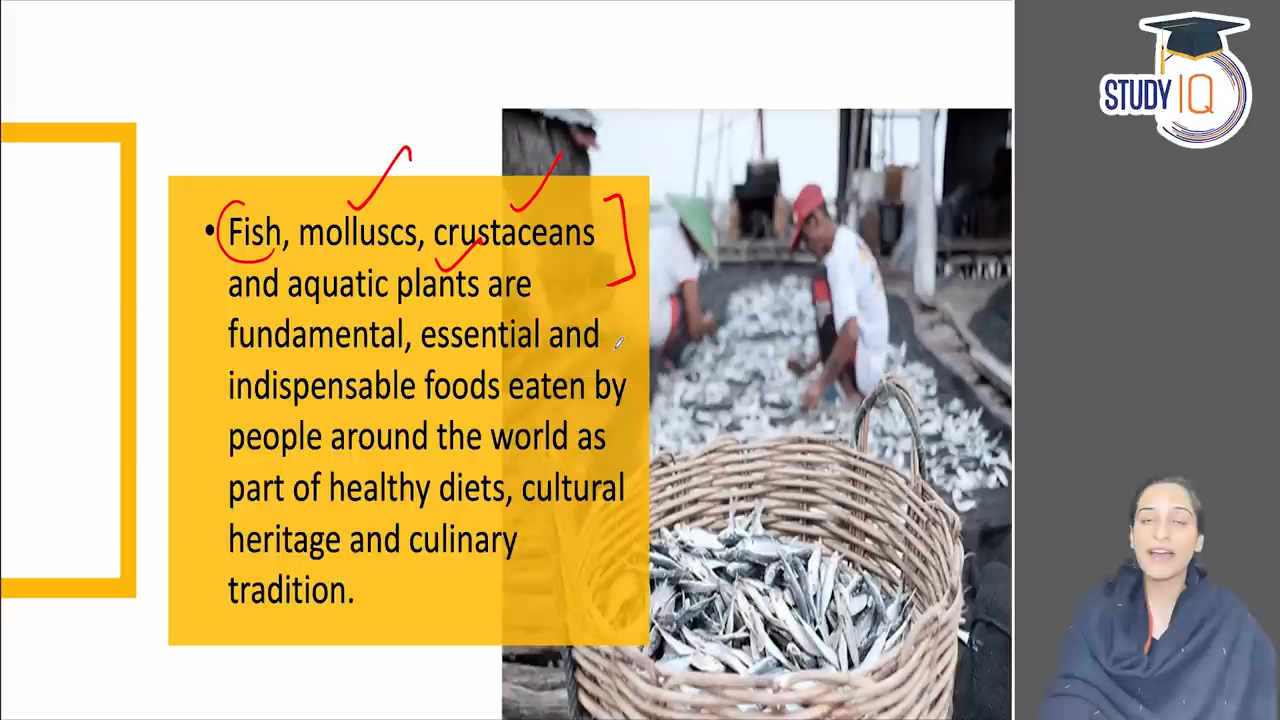 STUDY IQ
• Fish, molluscs, crustaceans
and aquatic plants are
fundamental, essential and
indispensable foods eaten by
people around the world as
part of healthy diets, cultural
heritage and culinary
tradition.